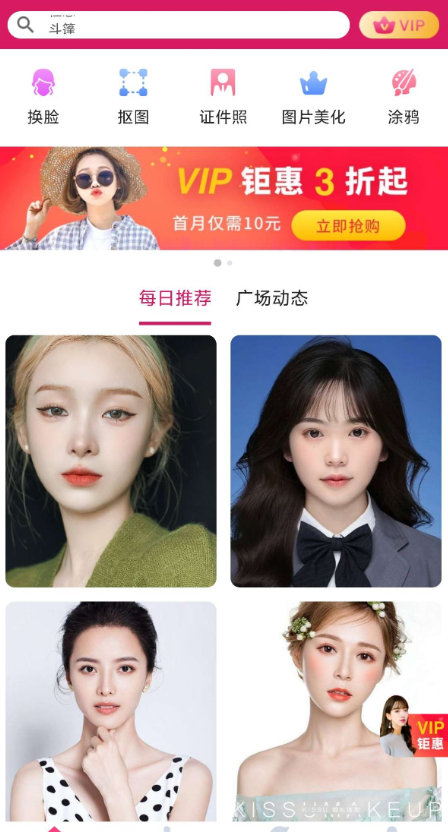 斗篷
VIP
换脸
抠图
证件照
图片美化
涂鸦
VIP 钜惠 3 折起
首月仅需10元
立即抢购
每日推荐
广场动态
VIP
钜惠